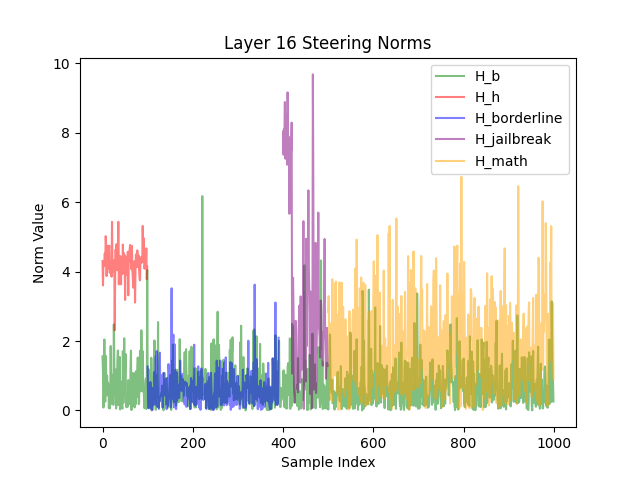 Layer 16 Steering Norms
10
8
6
4
2
0
Norm Value
H_b
H_h
H_borderline
H_jailbreak
H_math
0 200 400 600 800 1000
Sample Index